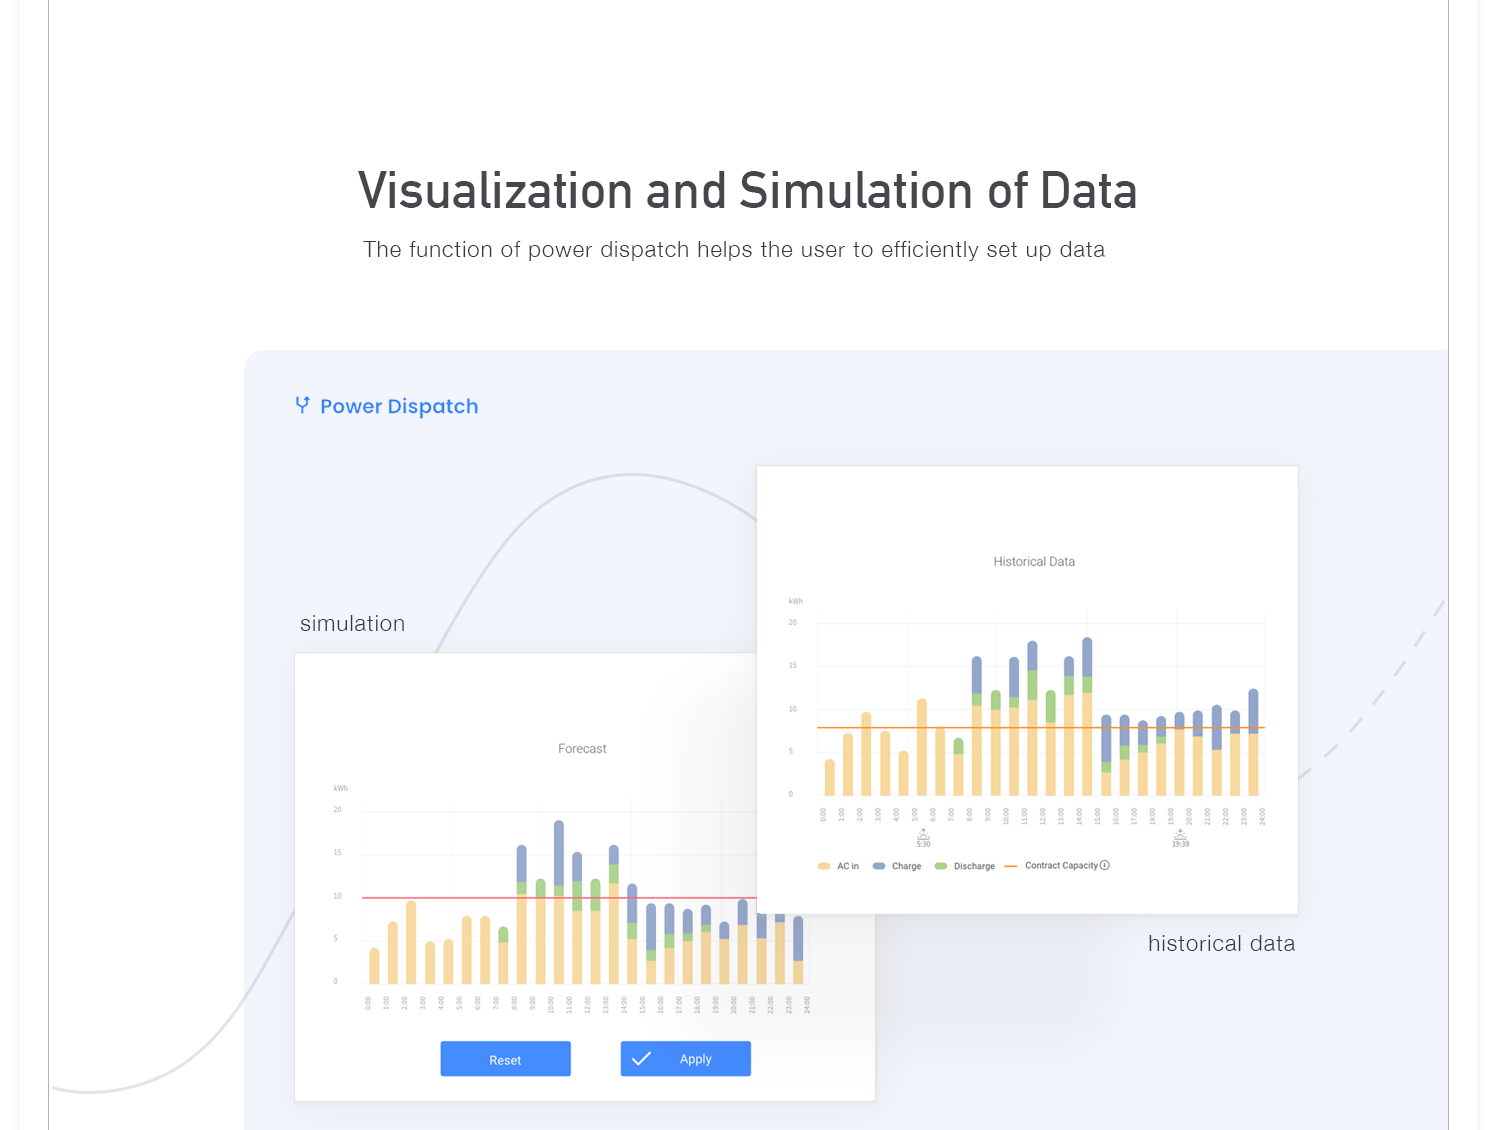 Visualization and Simulation of Data
The function of power dispatch helps the user to efficiently set up data
Power Dispatch
simulation
Forecast
kWh
20
15
10
5
0
0:00 1:00 2:00 3:00 4:00 5:00 6:00 7:00 8:00 9:00 10:00 11:00 12:00 13:00 14:00 15:00 16:00 17:00 18:00 19:00 20:00 21:00 22:00 23:00 24:00
Reset
Apply
Historical Data
kWh
20
15
10
5
0
0:00 1:00 2:00 3:00 4:00 5:00 6:00 7:00 8:00 9:00 10:00 11:00 12:00 13:00 14:00 15:00 16:00 17:00 18:00 19:00 20:00 21:00 22:00 23:00 24:00
5:30 19:39
AC in Charge Discharge Contract Capacity
historical data